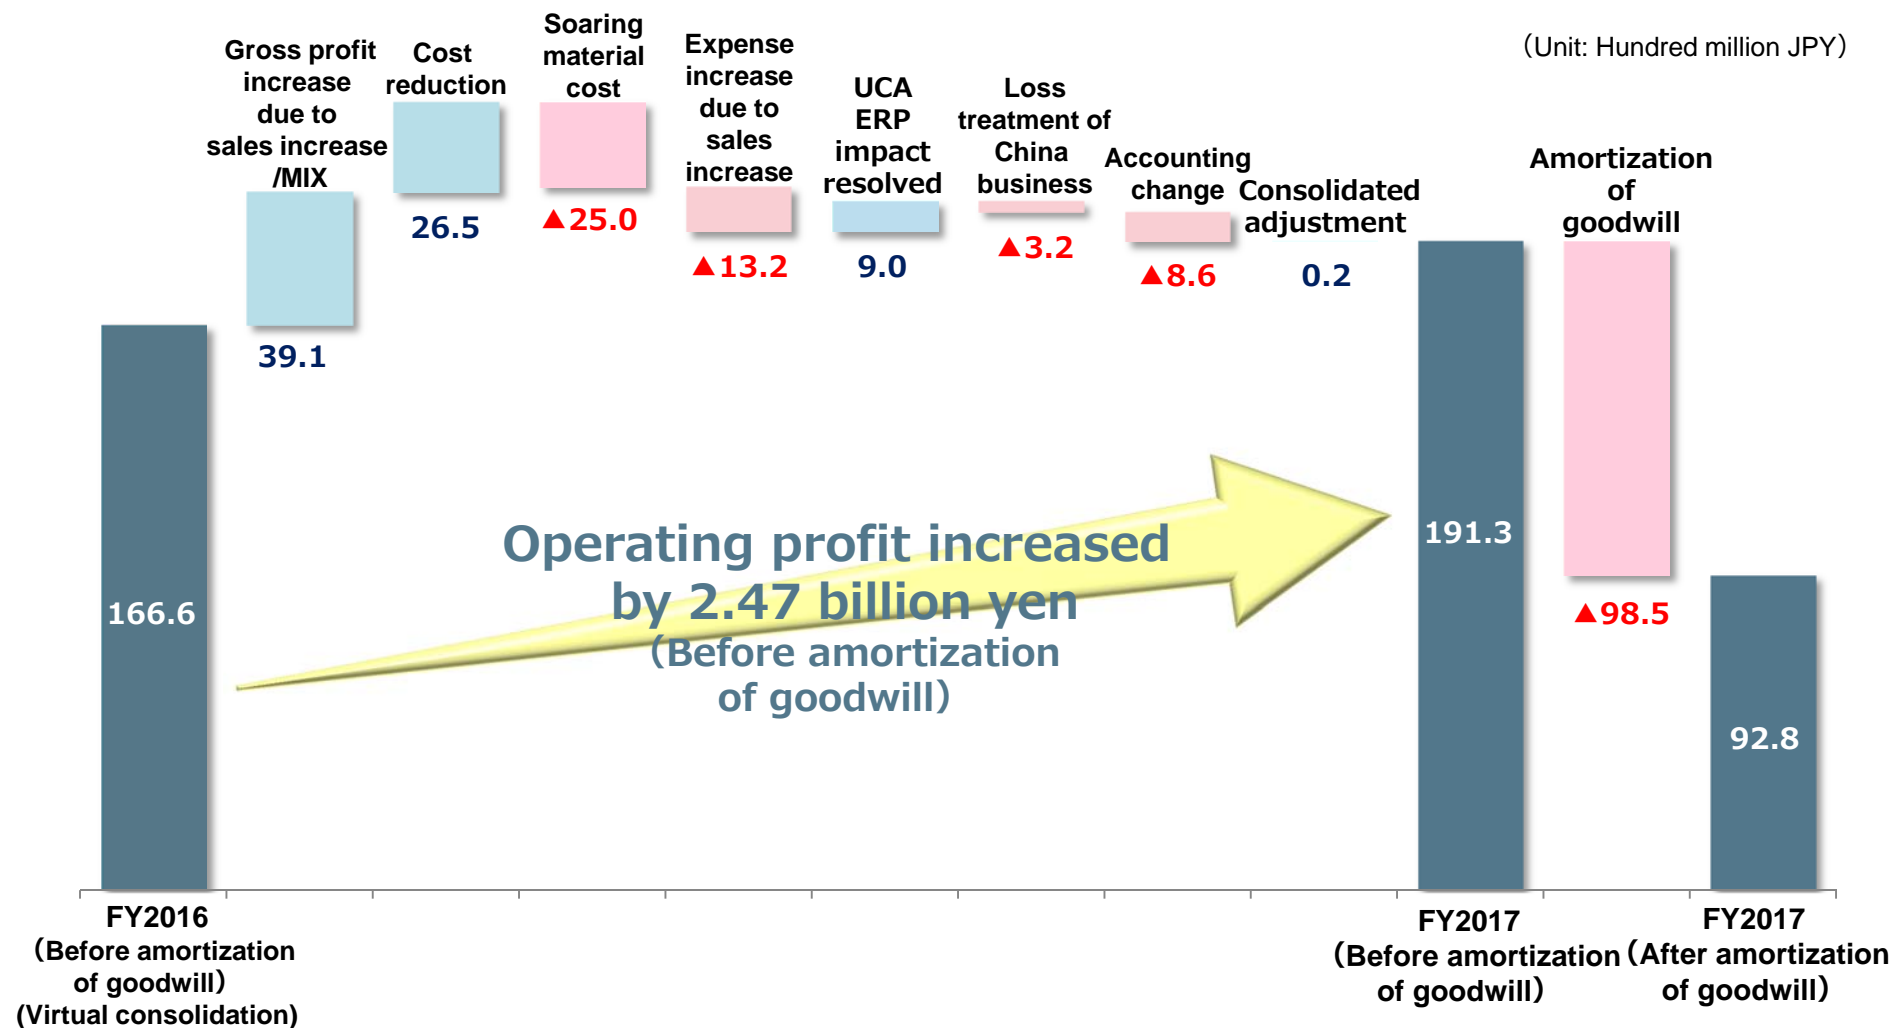 （Unit: Hundred million JPY）
Gross profit
increase
due to
sales increase
/MIX
39.1
Cost
reduction
26.5
Soaring
material
cost
▲25.0
Expense
increase
due to
sales
increase
▲13.2
UCA
ERP
impact
resolved
9.0
Loss
treatment of
China
business
▲3.2
Accounting
change
▲8.6
Consolidated
adjustment
0.2
Amortization
of
goodwill
▲98.5
166.6
Operating profit increased
by 2.47 billion yen
（Before amortization
of goodwill）
191.3
92.8
FY2016
（Before amortization
of goodwill）
(Virtual consolidation)
FY2017
（Before amortization
of goodwill）
FY2017
（After amortization
of goodwill）